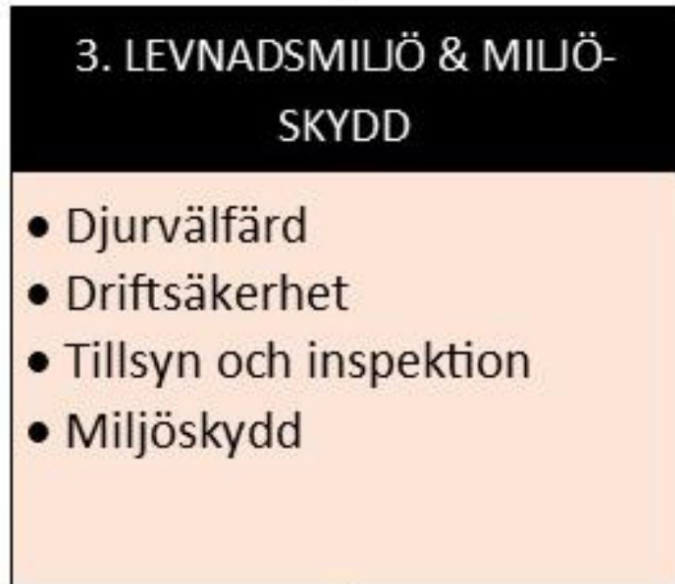 3. LEVNADSMILJÖ & MILJÖ-
SKYDD
• Djurvälfärd
• Driftsäkerhet
• Tillsyn och inspektion
• Miljöskydd